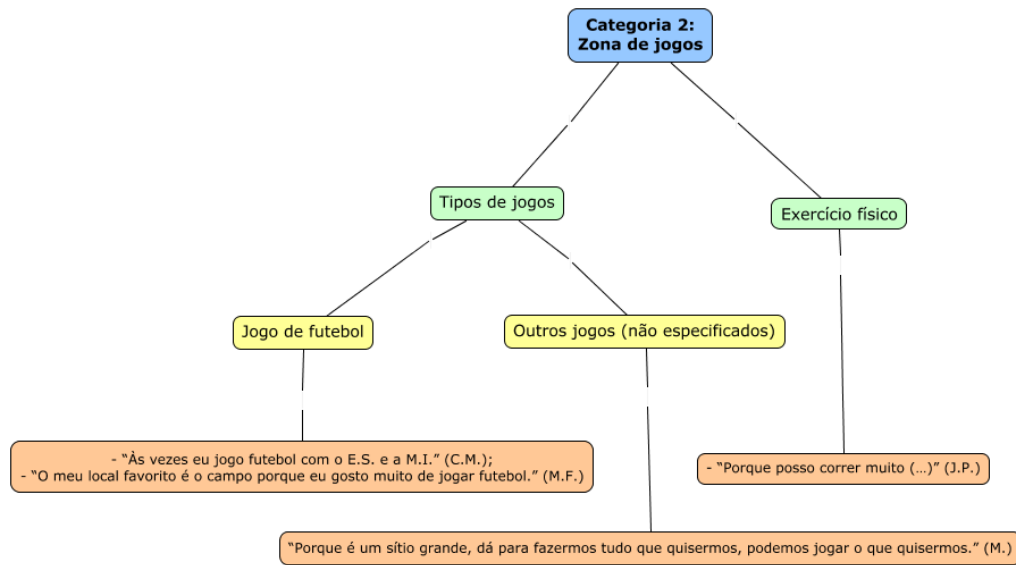 Categoria 2:
Zona de jogos
Tipos de jogos
Exercício físico
Jogo de futebol
Outros jogos (não especificados)
- “Às vezes eu jogo futebol com o E.S. e a M.I.” (C.M.);
- “O meu local favorito é o campo porque eu gosto muito de jogar futebol.” (M.F.)
- “Porque posso correr muito (...)” (J.P.)
“Porque é um sítio grande, dá para fazermos tudo que quisermos, podemos jogar o que quisermos.” (M.)